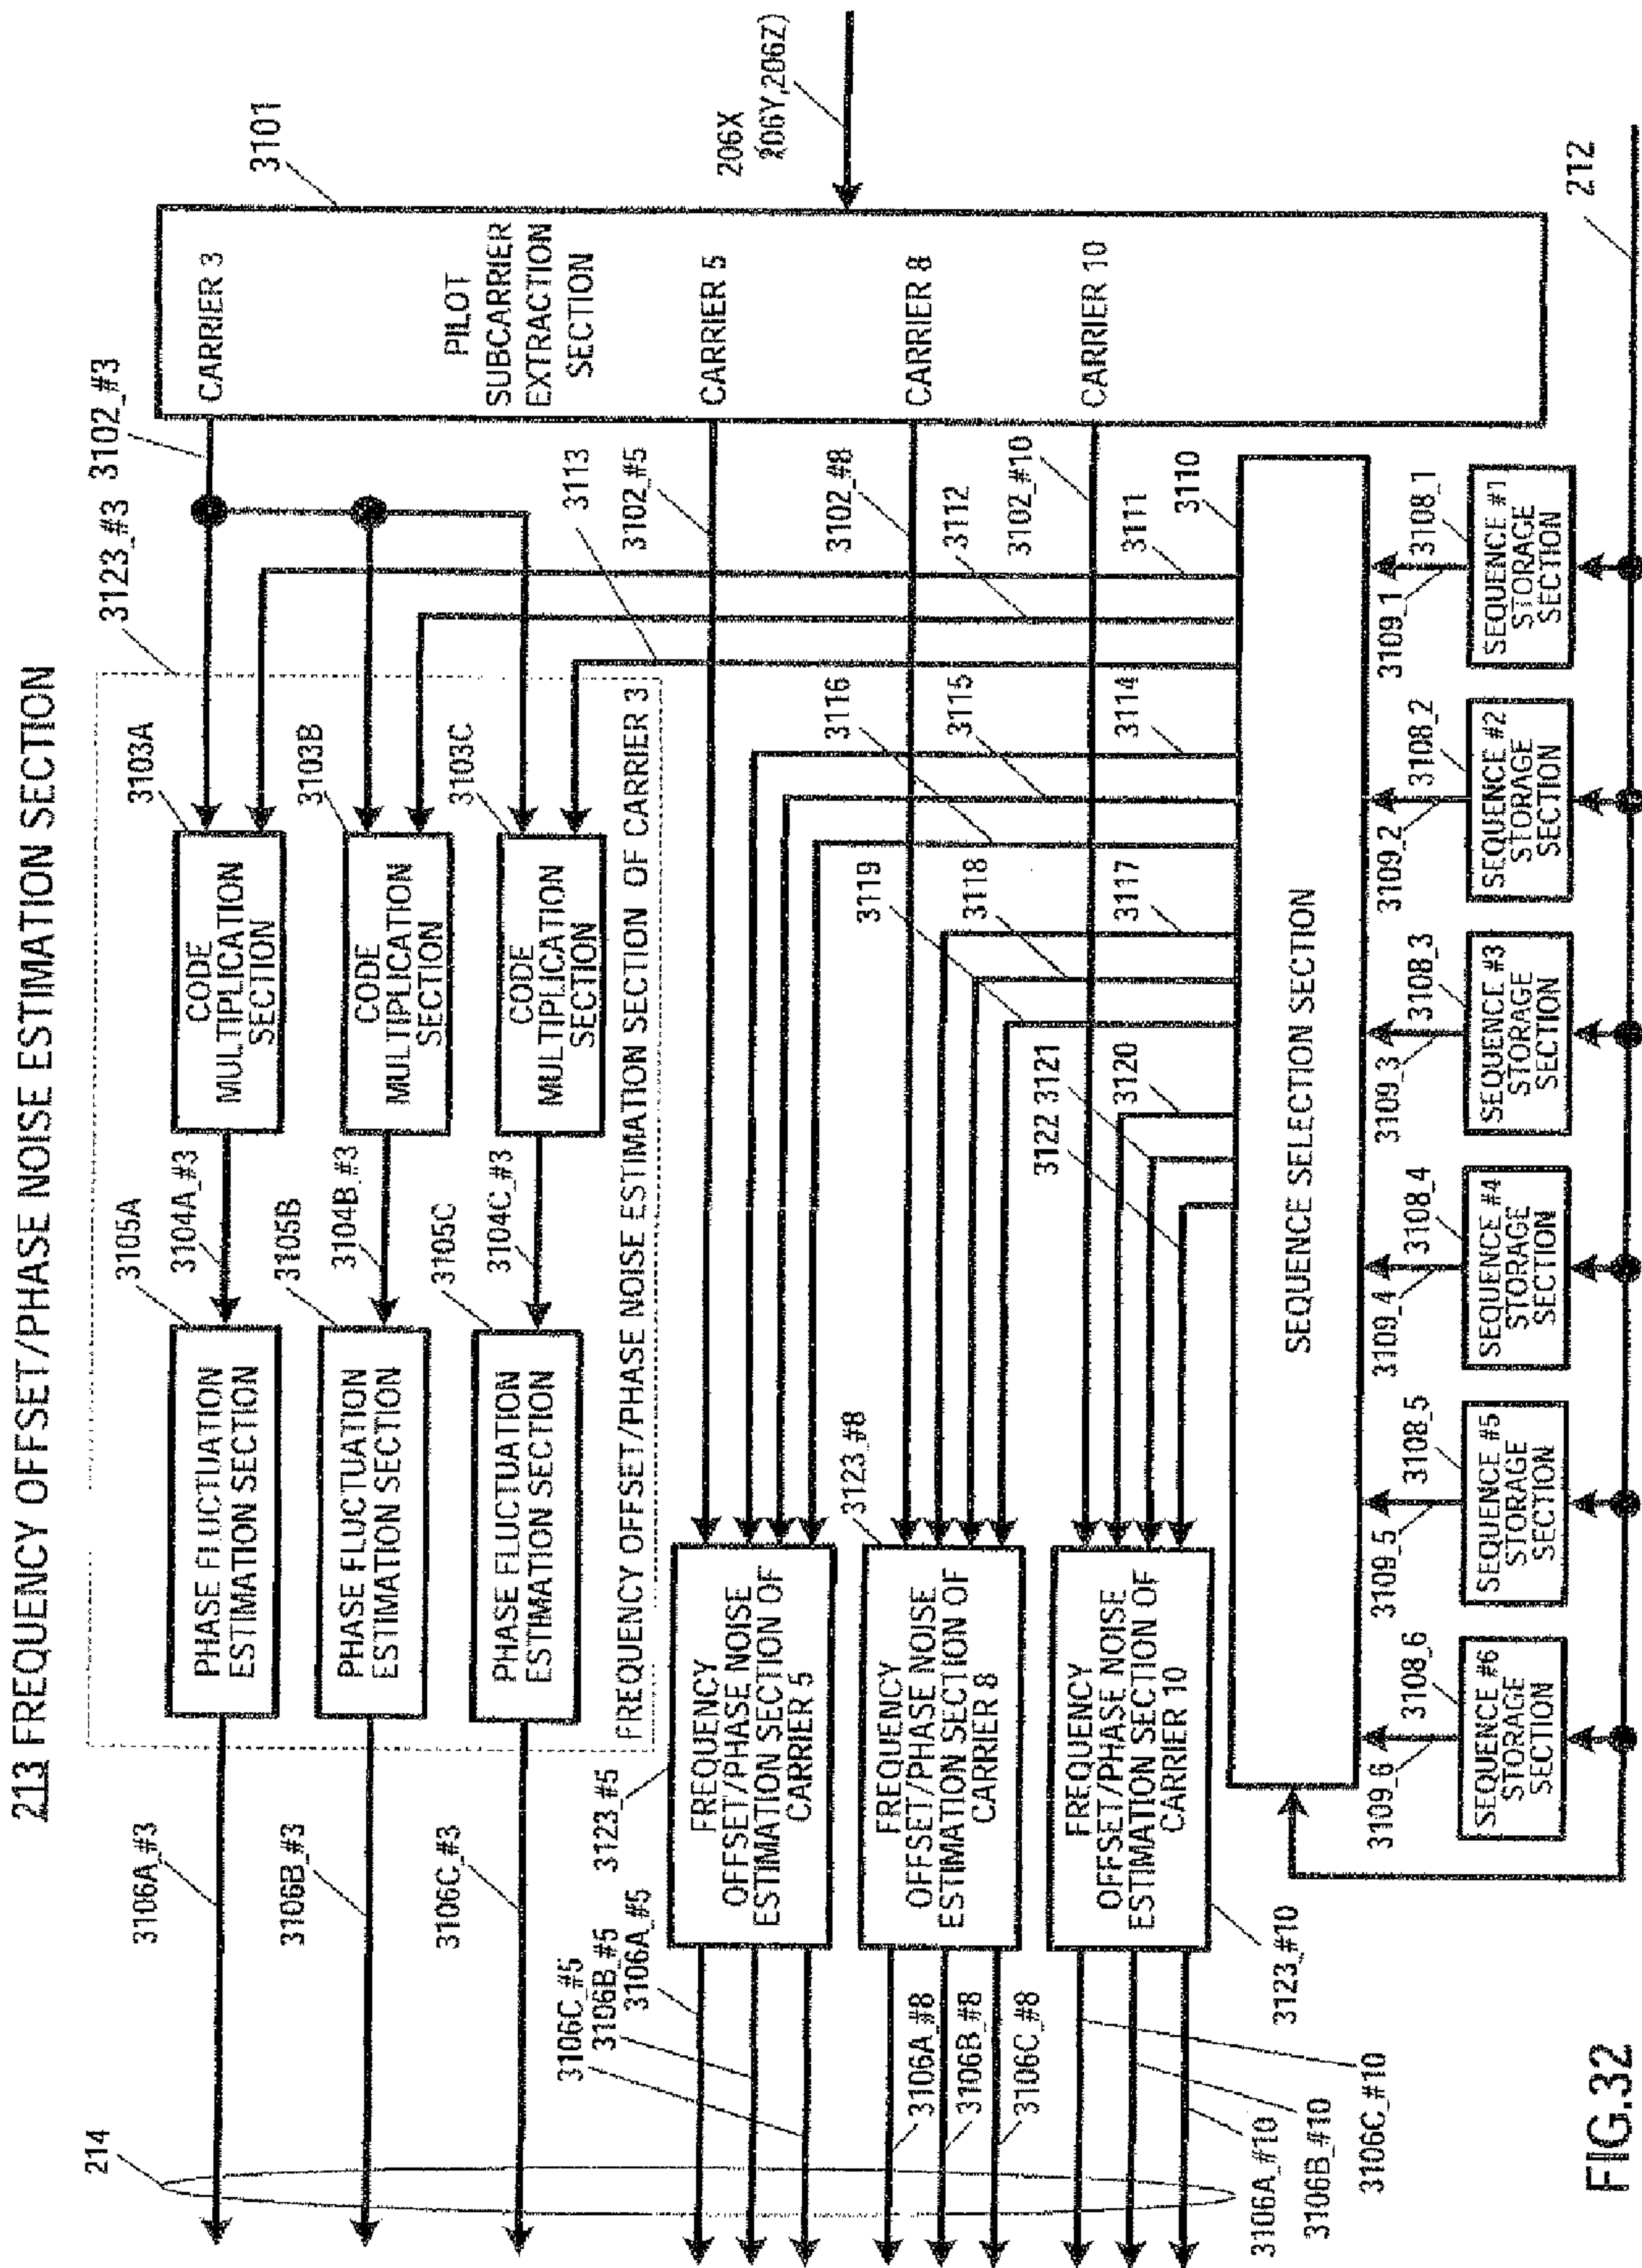 213 FREQUENCY OFFSET/PHASE NOISE ESTIMATION SECTION
214
3106A_#3
3106B_#3
3106C_#3
3105A
PHASE FLUCTUATION
ESTIMATION SECTION
3104A_#3
3103A
CODE
MULTIPLICATION
SECTION
3123_#3
3102_#3
3101
CARRIER 3
PILOT
SUBCARRIER
EXTRACTION
SECTION
CARRIER 5
CARRIER 8
CARRIER 10
206X
(206Y,206Z)
3105B
PHASE FLUCTUATION
ESTIMATION SECTION
3104B_#3
3103B
CODE
MULTIPLICATION
SECTION
3105C
PHASE FLUCTUATION
ESTIMATION SECTION
3104C_#3
3103C
CODE
MULTIPLICATION
SECTION
FREQUENCY OFFSET/PHASE NOISE ESTIMATION SECTION OF CARRIER 3
3113
3102_#5
3102_#8
3112
3102_#10
3111
3110
3106C_#5
3106B_#5
3106A_#5
3123_#5
FREQUENCY
OFFSET/PHASE NOISE
ESTIMATION SECTION OF
CARRIER 5
3116
3115
3114
3106A_#8
3106B_#8
3106C_#8
3123_#8
FREQUENCY
OFFSET/PHASE NOISE
ESTIMATION SECTION OF
CARRIER 8
3119
3118
3117
3106A_#10
3106B_#10
3106C_#10
3123_#10
FREQUENCY
OFFSET/PHASE NOISE
ESTIMATION SECTION OF
CARRIER 10
3122
3121
3120
SEQUENCE SELECTION SECTION
3109_6
3108_6
SEQUENCE #6
STORAGE
SECTION
3109_5
3108_5
SEQUENCE #5
STORAGE
SECTION
3109_4
3108_4
SEQUENCE #4
STORAGE
SECTION
3109_3
3108_3
SEQUENCE #3
STORAGE
SECTION
3109_2
3108_2
SEQUENCE #2
STORAGE
SECTION
3109_1
3108_1
SEQUENCE #1
STORAGE
SECTION
212
FIG.32